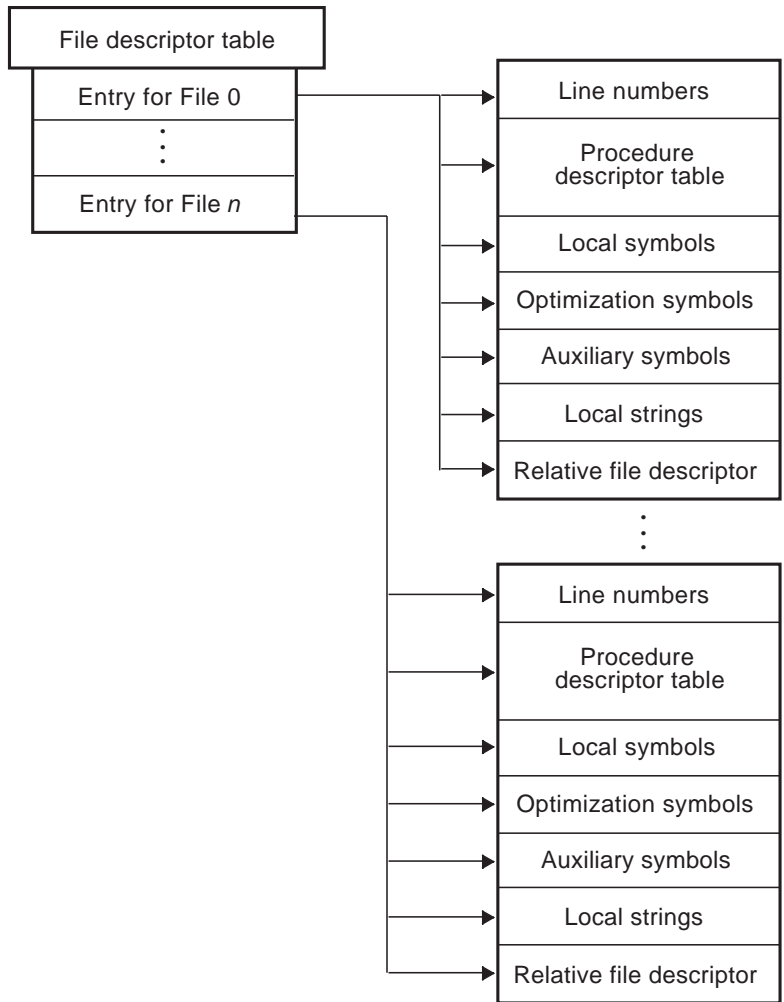 File descriptor table
Entry for File 0
Entry for File n
Line numbers
Procedure
descriptor table
Local symbols
Optimization symbols
Auxiliary symbols
Local strings
Relative file descriptor
Line numbers
Procedure
descriptor table
Local symbols
Optimization symbols
Auxiliary symbols
Local strings
Relative file descriptor